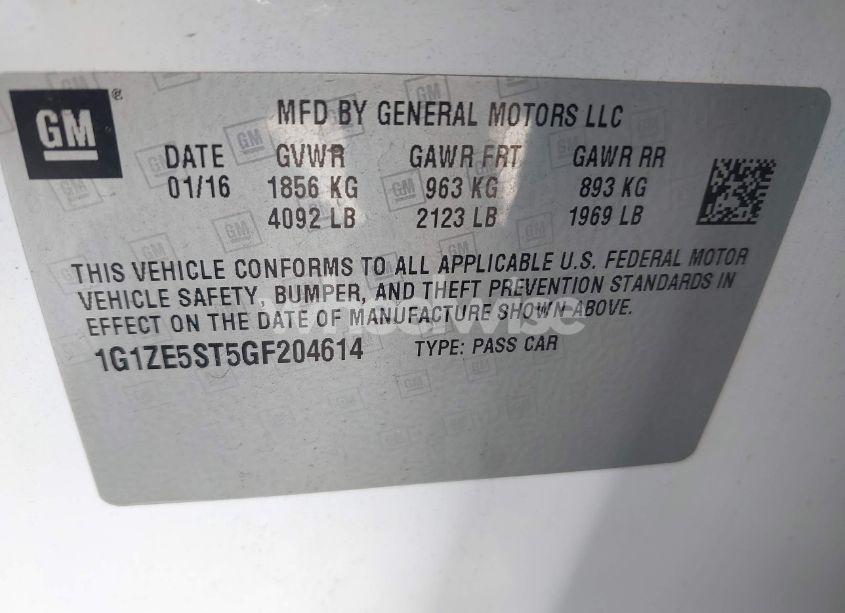 GM ®
MFD BY GENERAL MOTORS LLC
DATE GVWR GAWR FRT GAWR RR
01/16 1856 KG 963 KG 893 KG
4092 LB 2123 LB 1969 LB
THIS VEHICLE CONFORMS TO ALL APPLICABLE U.S. FEDERAL MOTOR
VEHICLE SAFETY, BUMPER, AND THEFT PREVENTION STANDARDS IN
EFFECT ON THE DATE OF MANUFACTURE SHOWN ABOVE.
wheelwise
1G1ZE5ST5GF204614 TYPE: PASS CAR